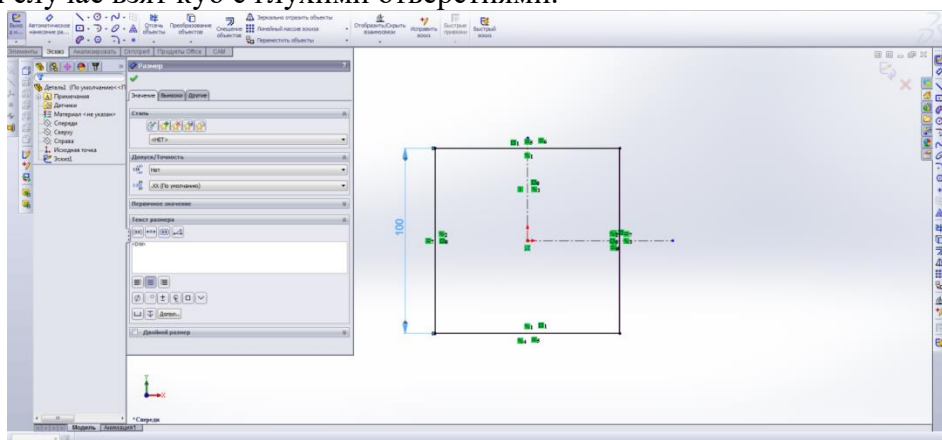 случае взят куб с глухими отверстиями.
Автоматическое
нанесение ра...
Отсечь
объекты
Преобразование
объектов
Смещение
объектов
Зеркально отразить объекты
Линейный массив эскиза
Переместить объекты
Отобразить/Скрыть
взаимосвязи
Исправить
эскиз
Быстрые
привязки
Быстрый
эскиз
Эскиз
Анализировать
DimXpert
Продукты Office
CAM
Размер
?
Деталь1 (По умолчанию<<П
Примечания
Датчики
Материал <не указан>
Спереди
Сверху
Справа
Исходная точка
Эскиз1
Значение
Выноски
Другие
Стиль
<НЕТ>
Допуск/Точность
Нет
.XX (По умолчанию)
Первичное значение
Текст размера
<DIM>
Допол...
Двойной размер
100
*Спереди
Модель
Анимация1